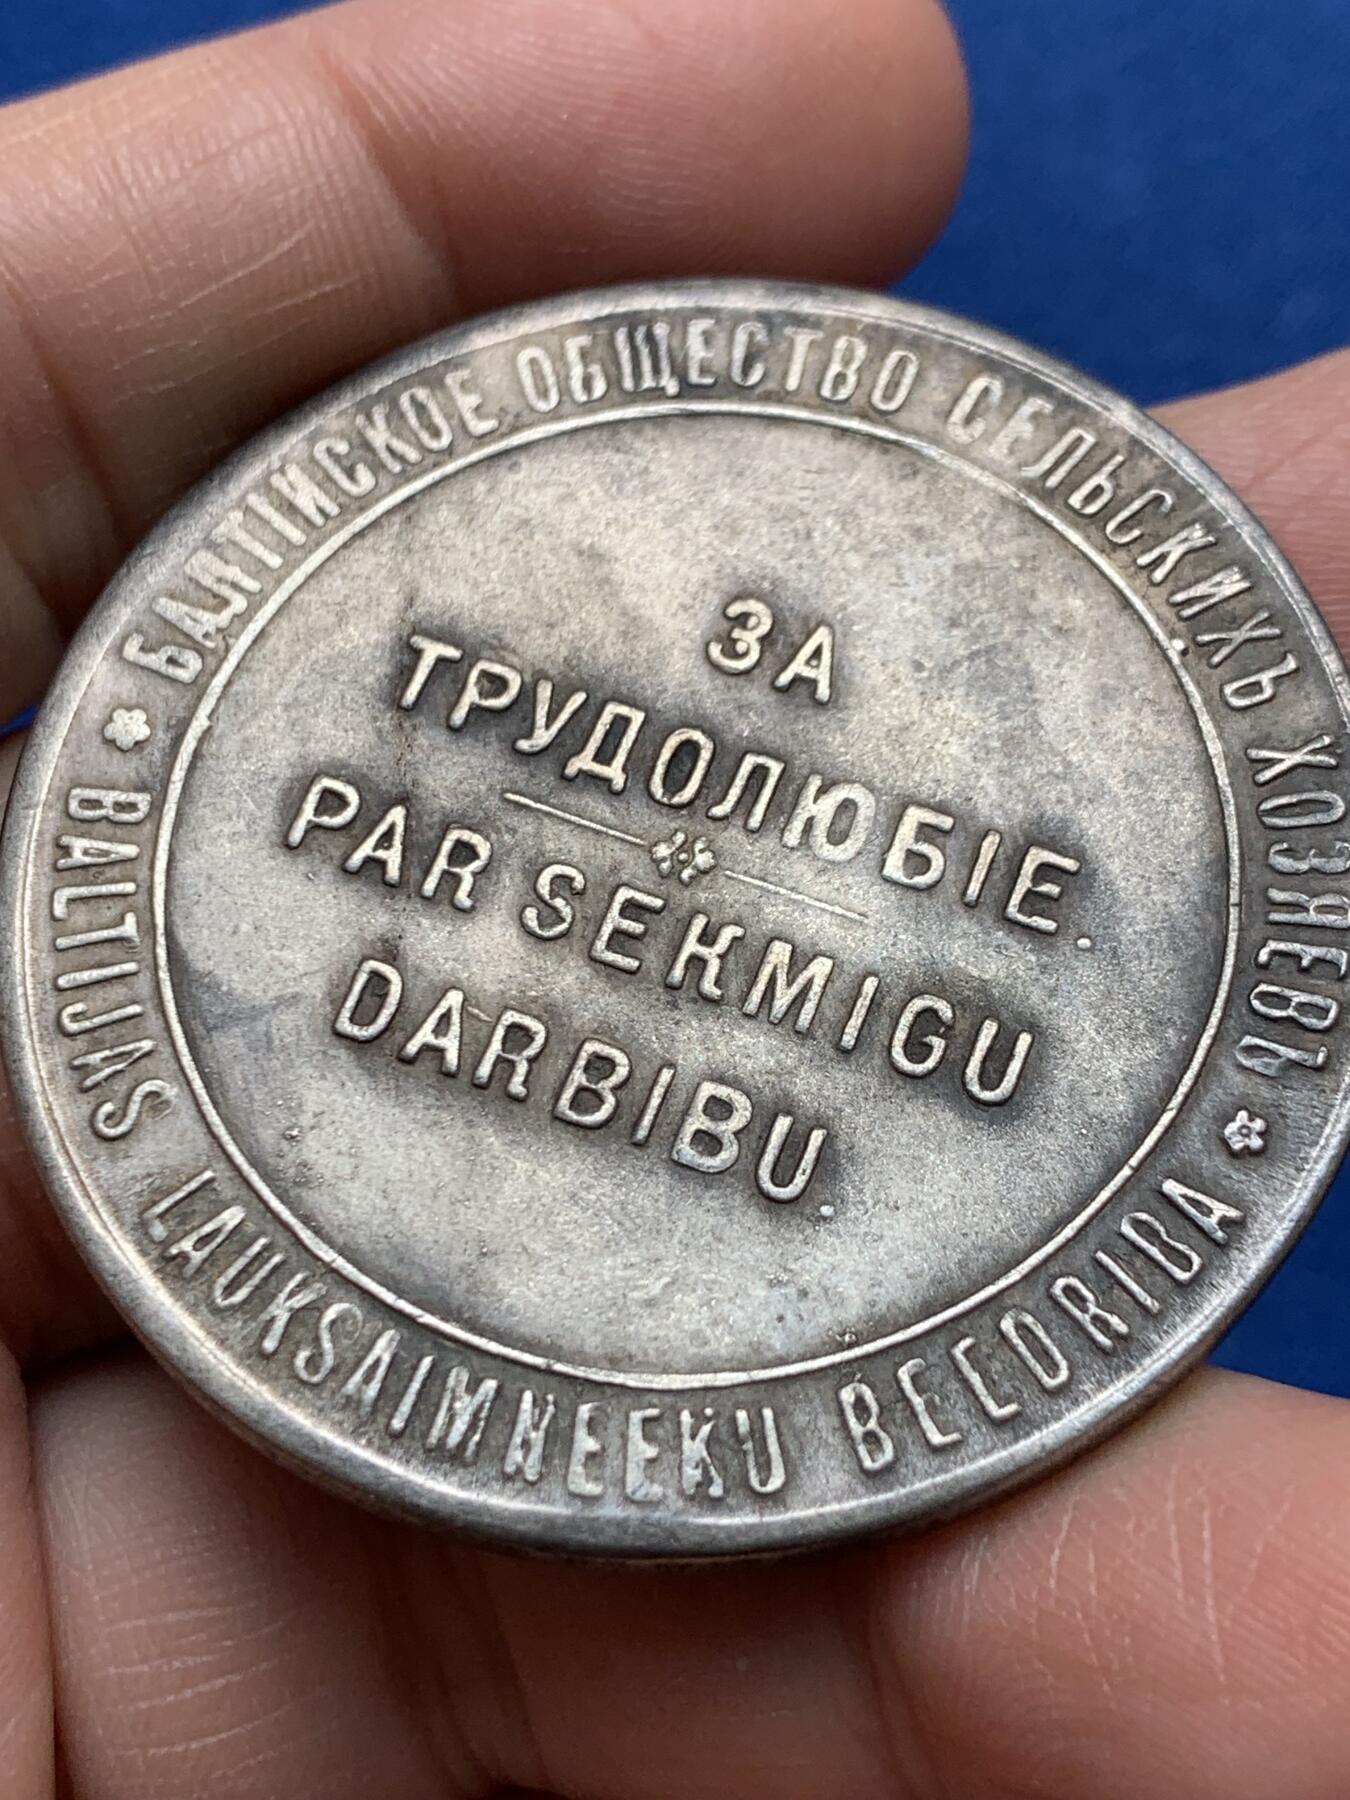 БАЛТIЙСКОЕ ОБЩЕСТВО СЕЛЬСКИХЪ ХОЗЯЕВЪ
ЗА
ТРУДОЛЮБIЕ.
PAR SEKMIGU
DARBIBU.
BALTIJAS LAUKSAIMNEEKU BEEDRIBA